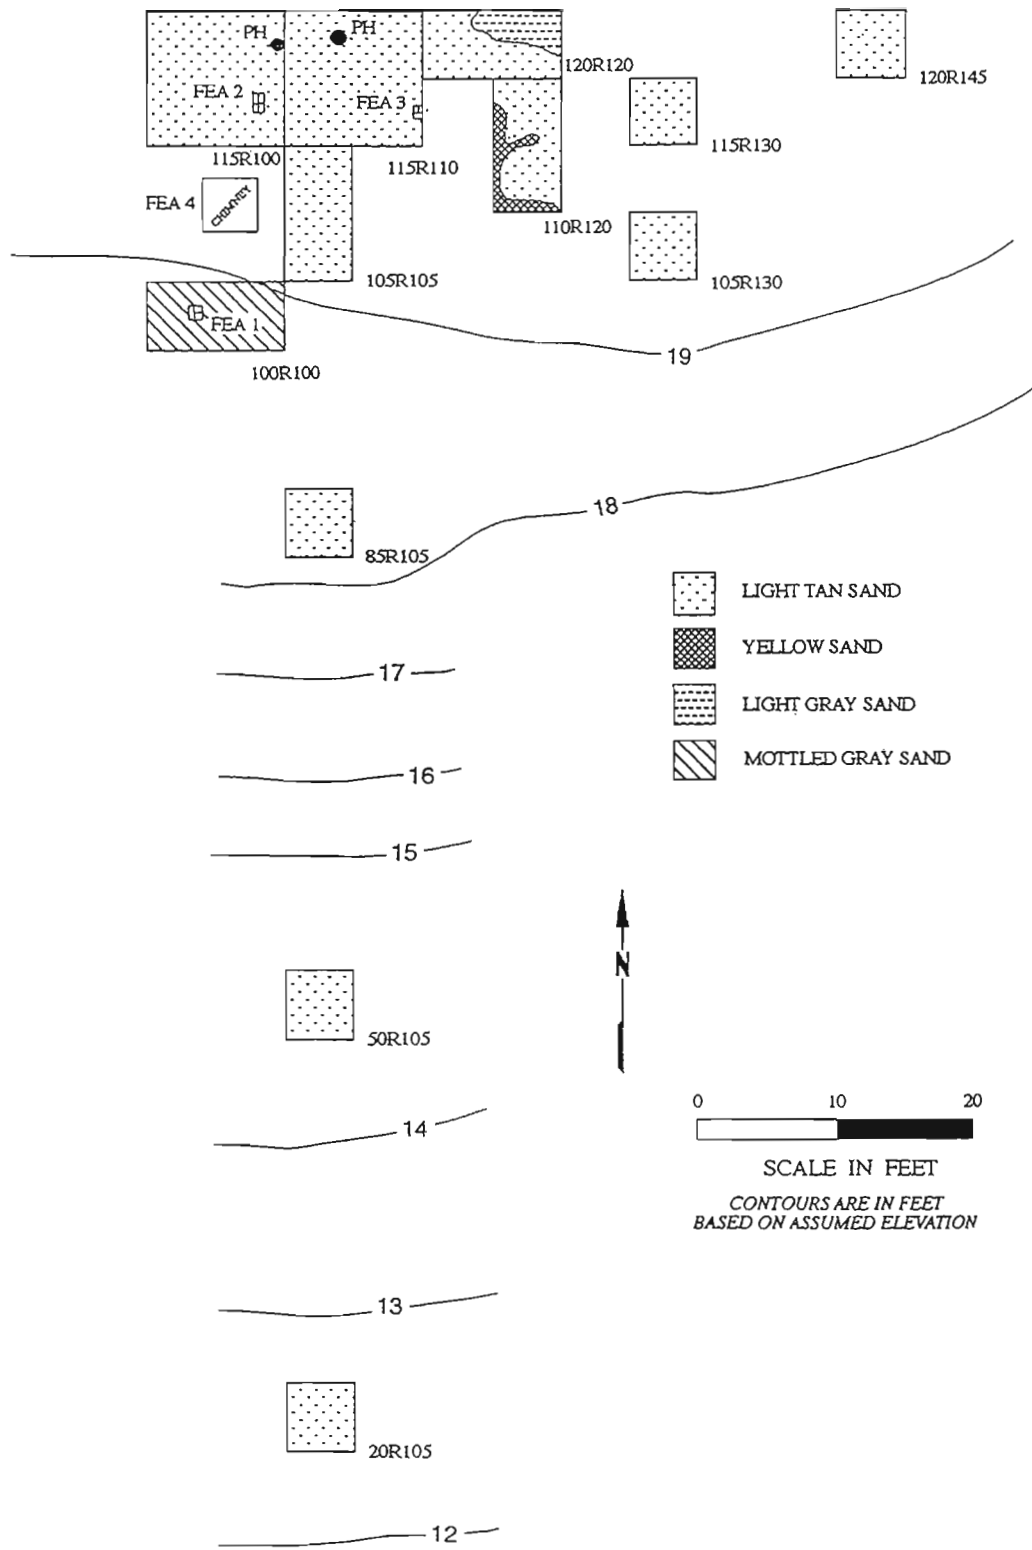 PH
PH
120R120
120R145
FEA 2
FEA 3
115R100
115R110
115R130
FEA 4
CHIMNEY
110R120
105R105
105R130
FEA 1
19
100R100
18
85R105
LIGHT TAN SAND
YELLOW SAND
17
LIGHT GRAY SAND
MOTTLED GRAY SAND
16
15
N
50R105
0 10 20
14
SCALE IN FEET
CONTOURS ARE IN FEET
BASED ON ASSUMED ELEVATION
13
20R105
12